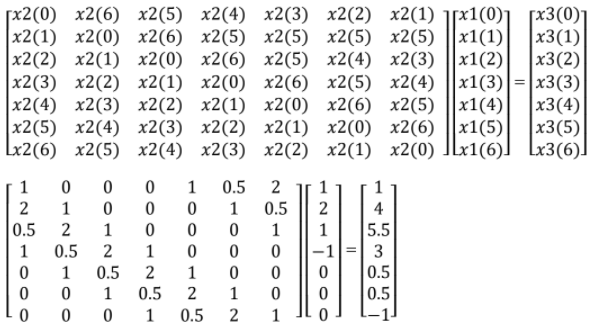 x2(0) x2(6) x2(5) x2(4) x2(3) x2(2) x2(1) x1(0) x3(0)
x2(1) x2(0) x2(6) x2(5) x2(5) x2(5) x2(5) x1(1) x3(1)
x2(2) x2(1) x2(0) x2(6) x2(5) x2(4) x2(3) x1(2) x3(2)
x2(3) x2(2) x2(1) x2(0) x2(6) x2(5) x2(4) x1(3) = x3(3)
x2(4) x2(3) x2(2) x2(1) x2(0) x2(6) x2(5) x1(4) x3(4)
x2(5) x2(4) x2(3) x2(2) x2(1) x2(0) x2(6) x1(5) x3(5)
x2(6) x2(5) x2(4) x2(3) x2(2) x2(1) x2(0) x1(6) x3(6)
1 0 0 0 1 0.5 2 1 1
2 1 0 0 0 1 0.5 2 4
0.5 2 1 0 0 0 1 1 5.5
1 0.5 2 1 0 0 0 −1 = 3
0 1 0.5 2 1 0 0 0 0.5
0 0 1 0.5 2 1 0 0 0.5
0 0 0 1 0.5 2 1 0 −1